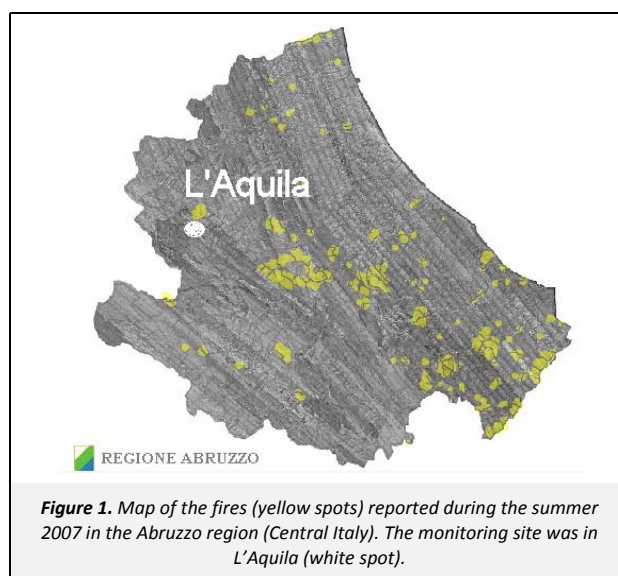 L'Aquila
REGIONE ABRUZZO
Figure 1. Map of the fires (yellow spots) reported during the summer
2007 in the Abruzzo region (Central Italy). The monitoring site was in
L’Aquila (white spot).